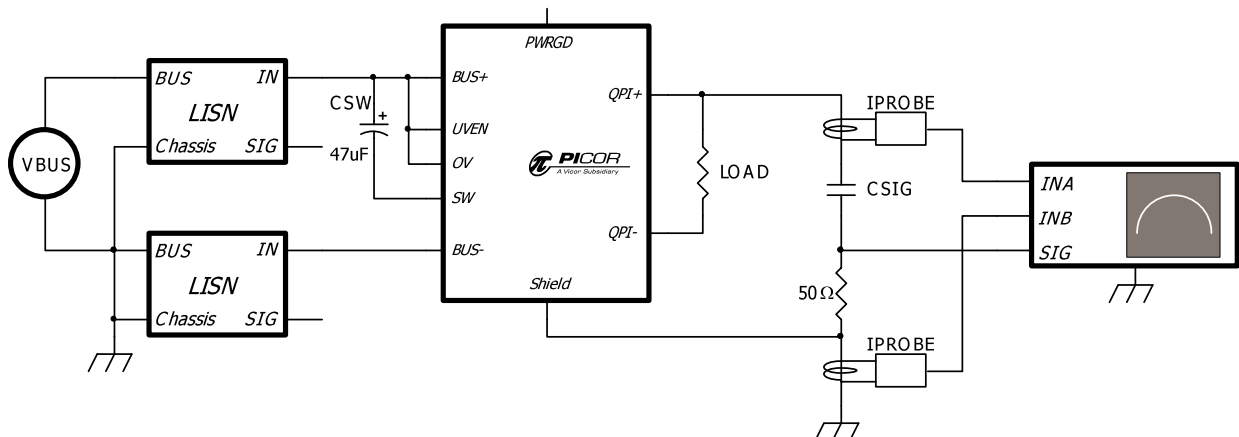 PWRGD
BUS IN
LISN
Chassis SIG
VBUS
CSW
+
47uF
BUS+
UVEN
OV
SW
BUS-
QPI+
QPI-
Shield
π PICOR
A Vicor Subsidiary
LOAD
BUS IN
LISN
Chassis SIG
IPROBE
CSIG
50Ω
IPROBE
INA
INB
SIG